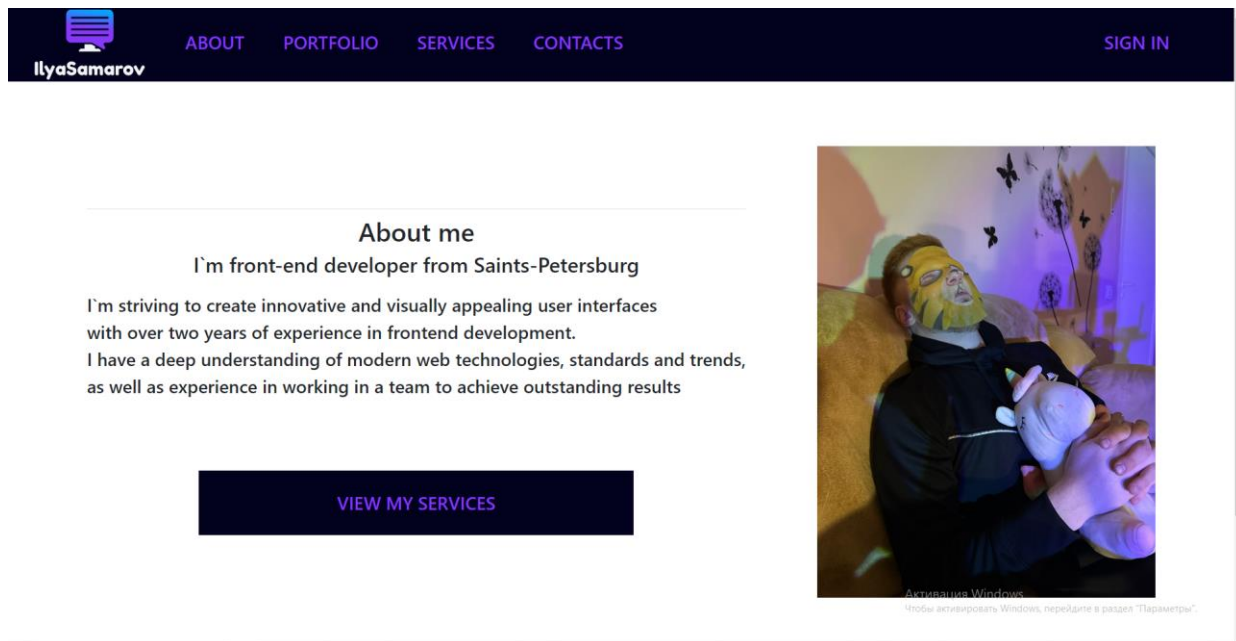 IlyaSamarov
ABOUT PORTFOLIO SERVICES CONTACTS SIGN IN
About me
I`m front-end developer from Saints-Petersburg
I`m striving to create innovative and visually appealing user interfaces
with over two years of experience in frontend development.
I have a deep understanding of modern web technologies, standards and trends,
as well as experience in working in a team to achieve outstanding results
VIEW MY SERVICES
Активация Windows
Чтобы активировать Windows, перейдите в раздел "Параметры".